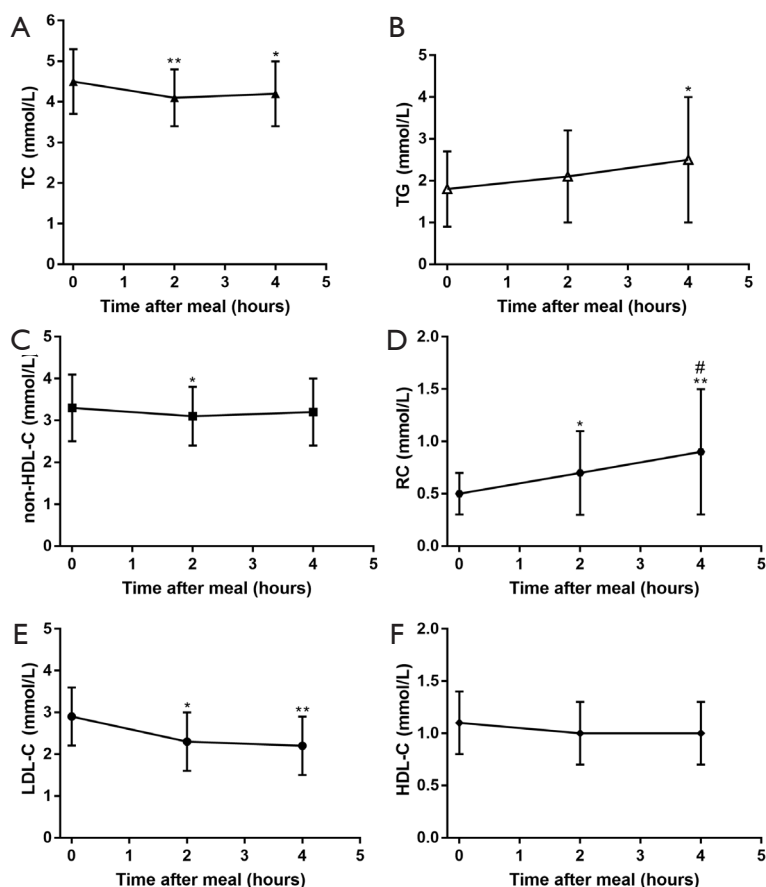 A
TC (mmol/L)
6
5
4
3
2
1
0
**
*
0 1 2 3 4 5
Time after meal (hours)
B
TG (mmol/L)
5
4
3
2
1
0
*
0 1 2 3 4 5
Time after meal (hours)
C
non-HDL-C (mmol/L)
5
4
3
2
1
0
*
0 1 2 3 4 5
Time after meal (hours)
D
RC (mmol/L)
2.0
1.5
1.0
0.5
0.0
*
#
**
0 1 2 3 4 5
Time after meal (hours)
E
LDL-C (mmol/L)
5
4
3
2
1
0
*
**
0 1 2 3 4 5
Time after meal (hours)
F
HDL-C (mmol/L)
2.0
1.5
1.0
0.5
0.0
0 1 2 3 4 5
Time after meal (hours)